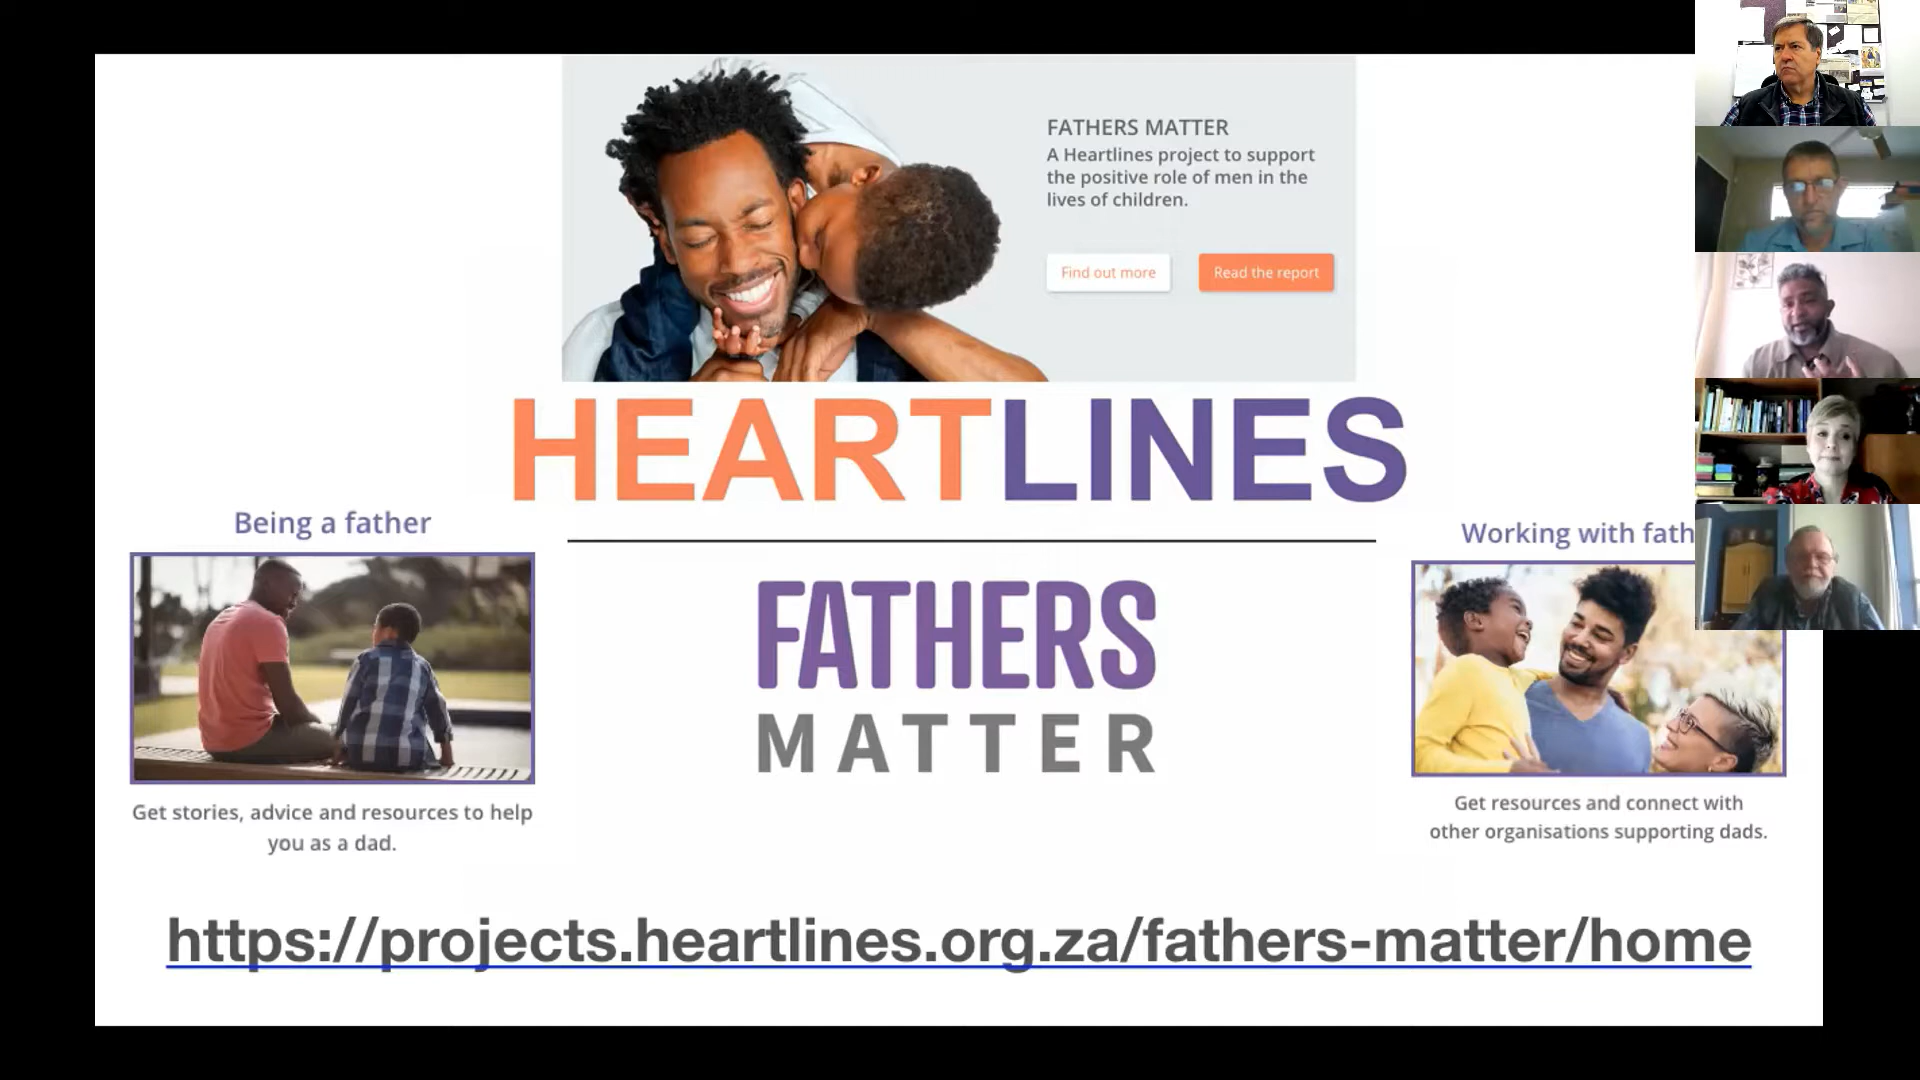 FATHERS MATTER
A Heartlines project to support
the positive role of men in the
lives of children.
Find out more
Read the report
HEARTLINES
Being a father
Working with fath
FATHERS
MATTER
Get stories, advice and resources to help
you as a dad.
Get resources and connect with
other organisations supporting dads.
https://projects.heartlines.org.za/fathers-matter/home